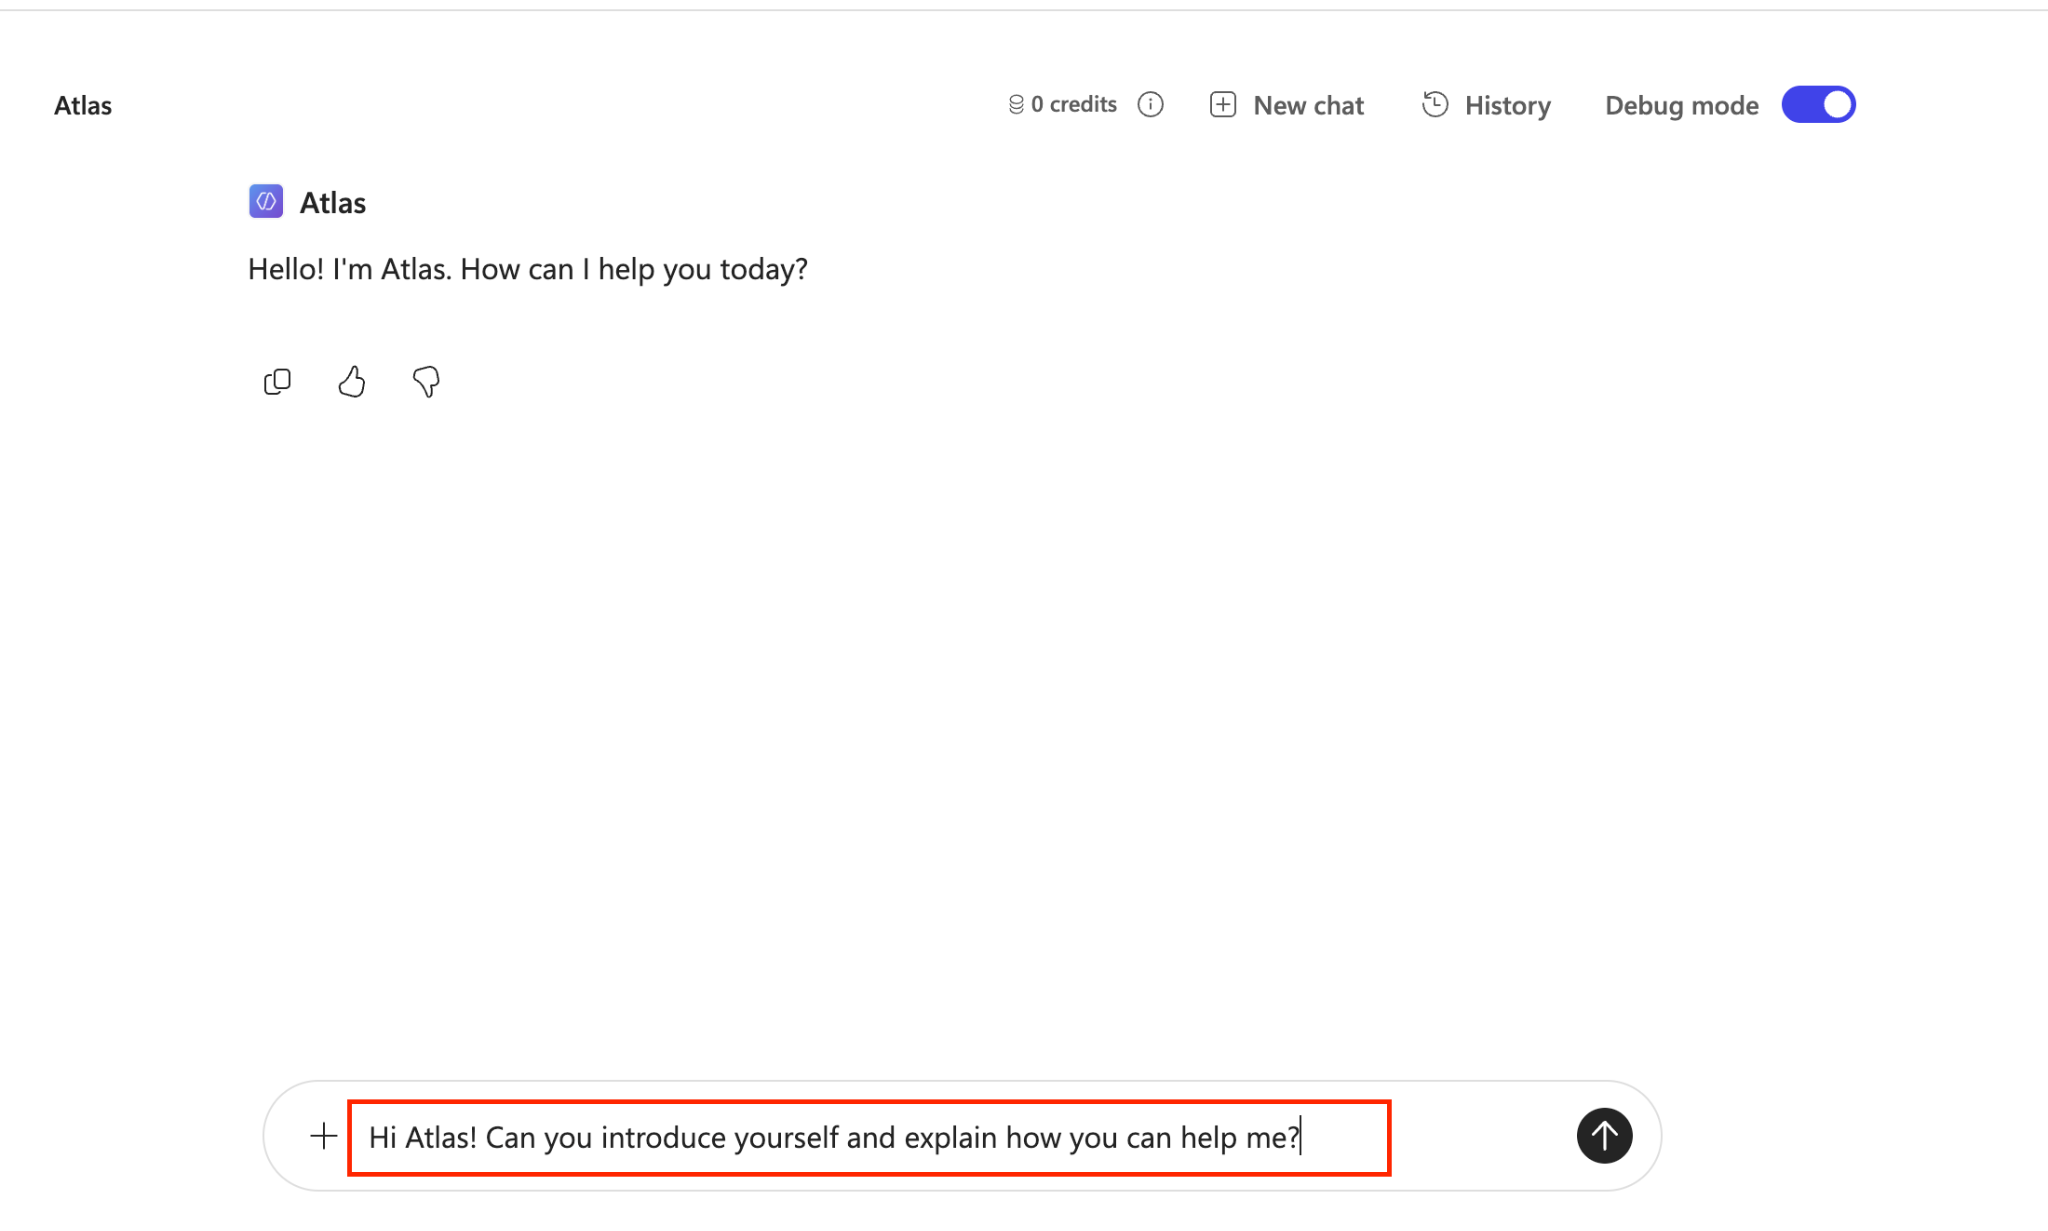 Atlas
0 credits
New chat
History
Debug mode
Atlas
Hello! I'm Atlas. How can I help you today?
Hi Atlas! Can you introduce yourself and explain how you can help me?